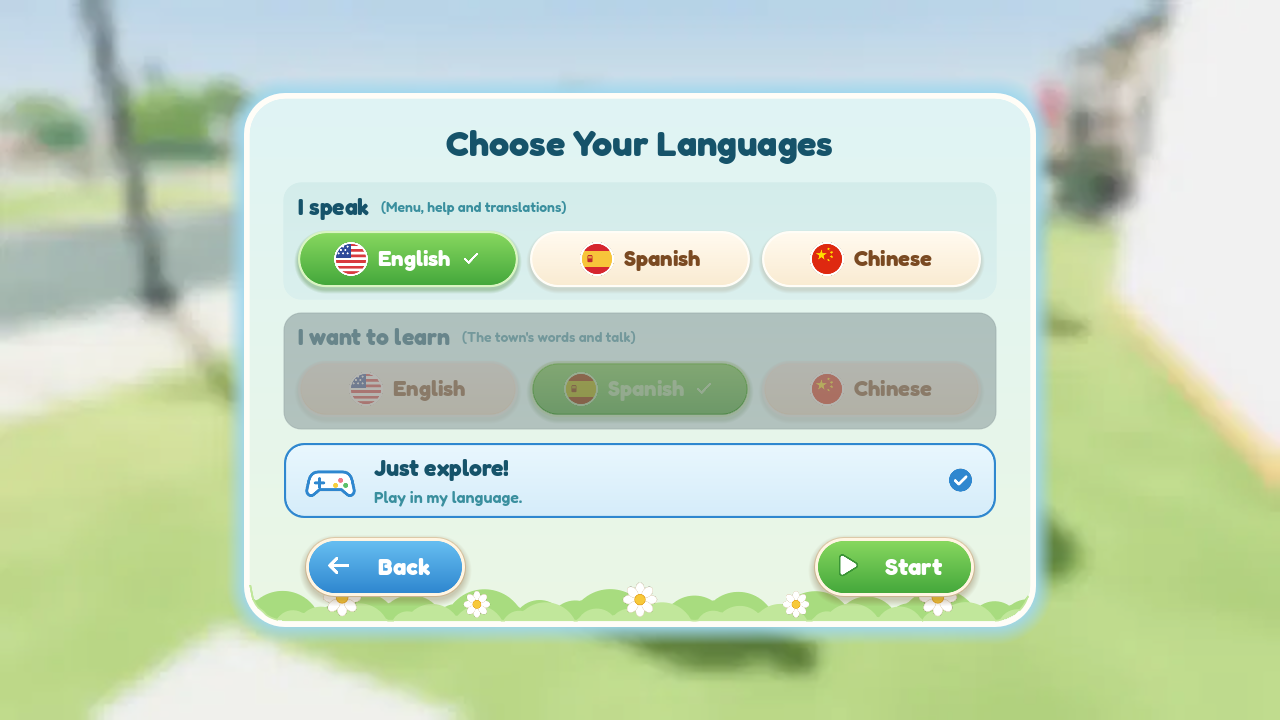 Choose Your Languages
I speak (Menu, help and translations)
English Spanish Chinese
I want to learn (The town's words and talk)
English Spanish Chinese
Just explore!
Play in my language.
Back Start